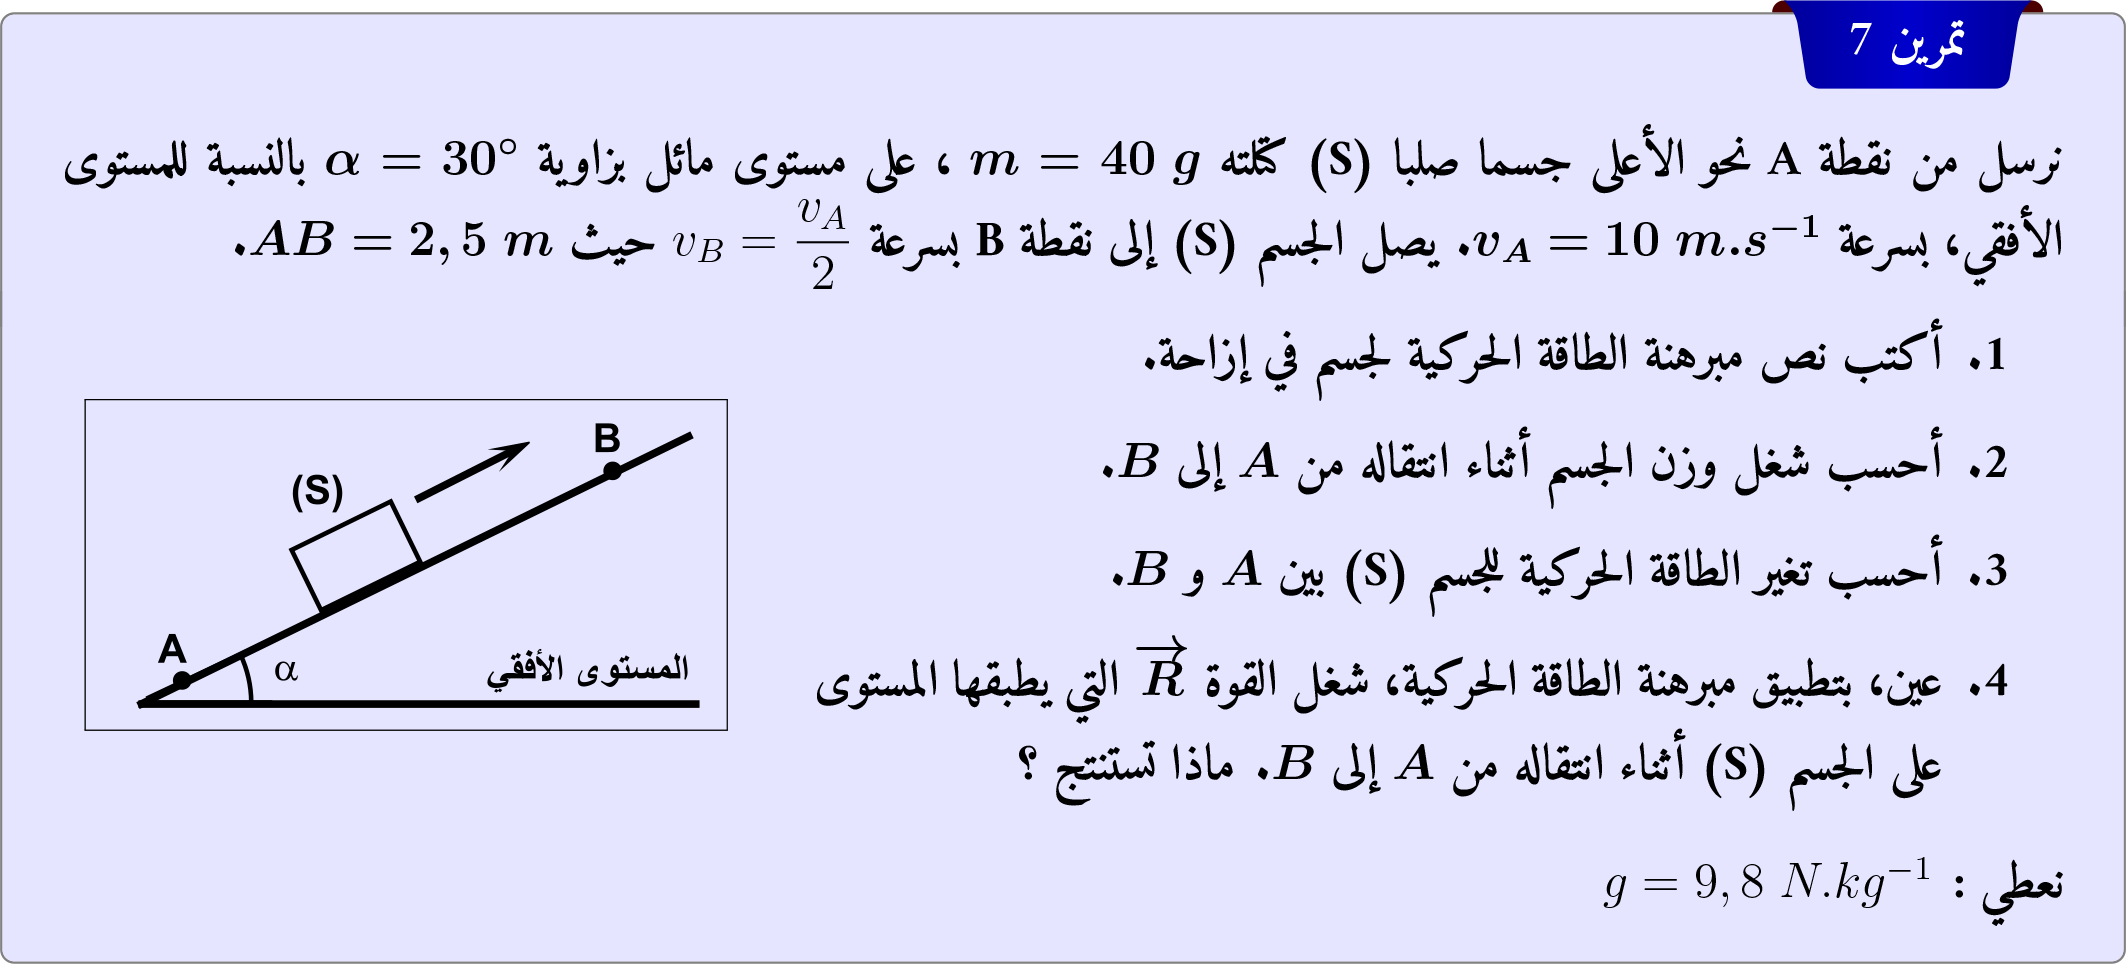 تمرين 7
نرسل من نقطة A نحو الأعلى جسما صلبا (S) كتلته m = 40 g ، على مستوى مائل بزاوية α = 30° بالنسبة للمستوى
الأفقي، بسرعة v_A = 10 m.s⁻¹. يصل الجسم (S) إلى نقطة B بسرعة v_B = v_A/2 حيث AB = 2,5 m.
1. أكتب نص مبرهنة الطاقة الحركية لجسم في إزاحة.
2. أحسب شغل وزن الجسم أثناء انتقاله من A إلى B.
3. أحسب تغير الطاقة الحركية للجسم (S) بين A و B.
4. عين، بتطبيق مبرهنة الطاقة الحركية، شغل القوة R⃗ التي يطبقها المستوى
على الجسم (S) أثناء انتقاله من A إلى B. ماذا تستنتج ؟
نعطي : g = 9,8 N.kg⁻¹
B
(S)
A
α
المستوى الأفقي